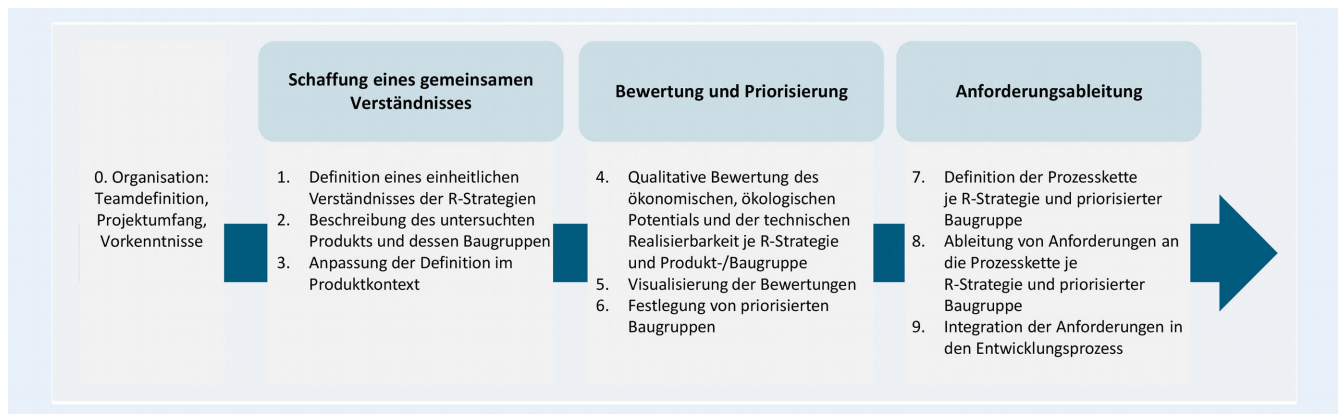 Schaffung eines gemeinsamen
Verständnisses
Bewertung und Priorisierung
Anforderungsableitung
0. Organisation:
Teamdefinition,
Projektumfang,
Vorkenntnisse
1. Definition eines einheitlichen
Verständnisses der R-Strategien
2. Beschreibung des untersuchten
Produkts und dessen Baugruppen
3. Anpassung der Definition im
Produktkontext
4. Qualitative Bewertung des
ökonomischen, ökologischen
Potentials und der technischen
Realisierbarkeit je R-Strategie
und Produkt-/Baugruppe
5. Visualisierung der Bewertungen
6. Festlegung von priorisierten
Baugruppen
7. Definition der Prozesskette
je R-Strategie und priorisierter
Baugruppe
8. Ableitung von Anforderungen an
die Prozesskette je
R-Strategie und priorisierter
Baugruppe
9. Integration der Anforderungen in
den Entwicklungsprozess